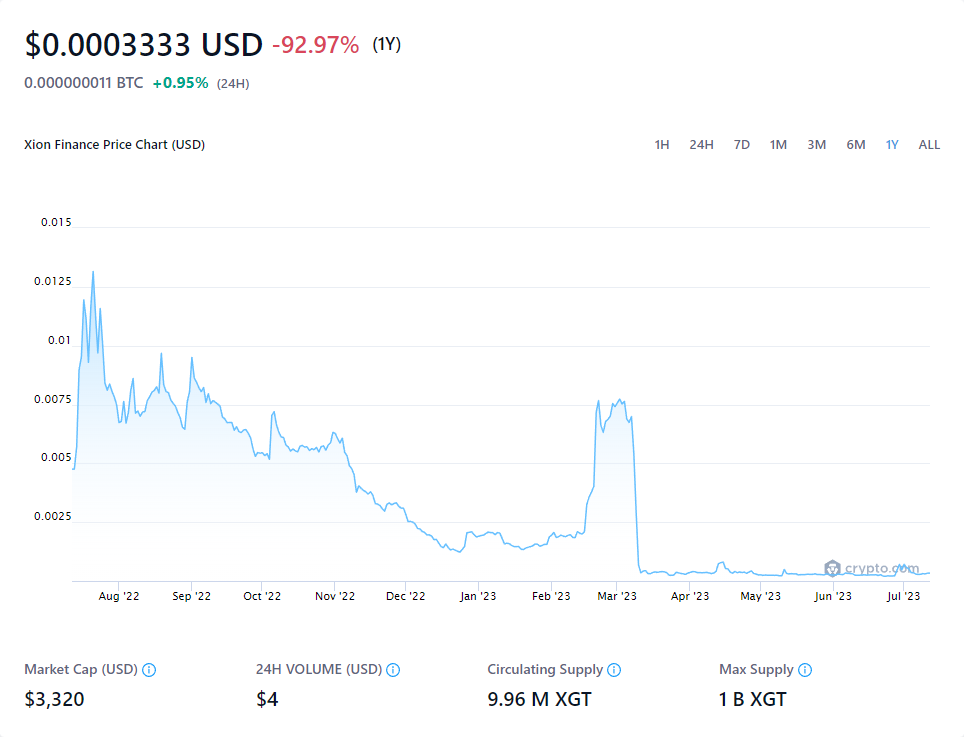 $0.0003333 USD -92.97% (1Y)
0.000000011 BTC +0.95% (24H)
Xion Finance Price Chart (USD) 1H 24H 7D 1M 3M 6M 1Y ALL
0.015
0.0125
0.01
0.0075
0.005
0.0025
crypto.com
Aug '22 Sep '22 Oct '22 Nov '22 Dec '22 Jan '23 Feb '23 Mar '23 Apr '23 May '23 Jun '23 Jul '23
Market Cap (USD) 24H VOLUME (USD) Circulating Supply Max Supply
$3,320 $4 9.96 M XGT 1 B XGT